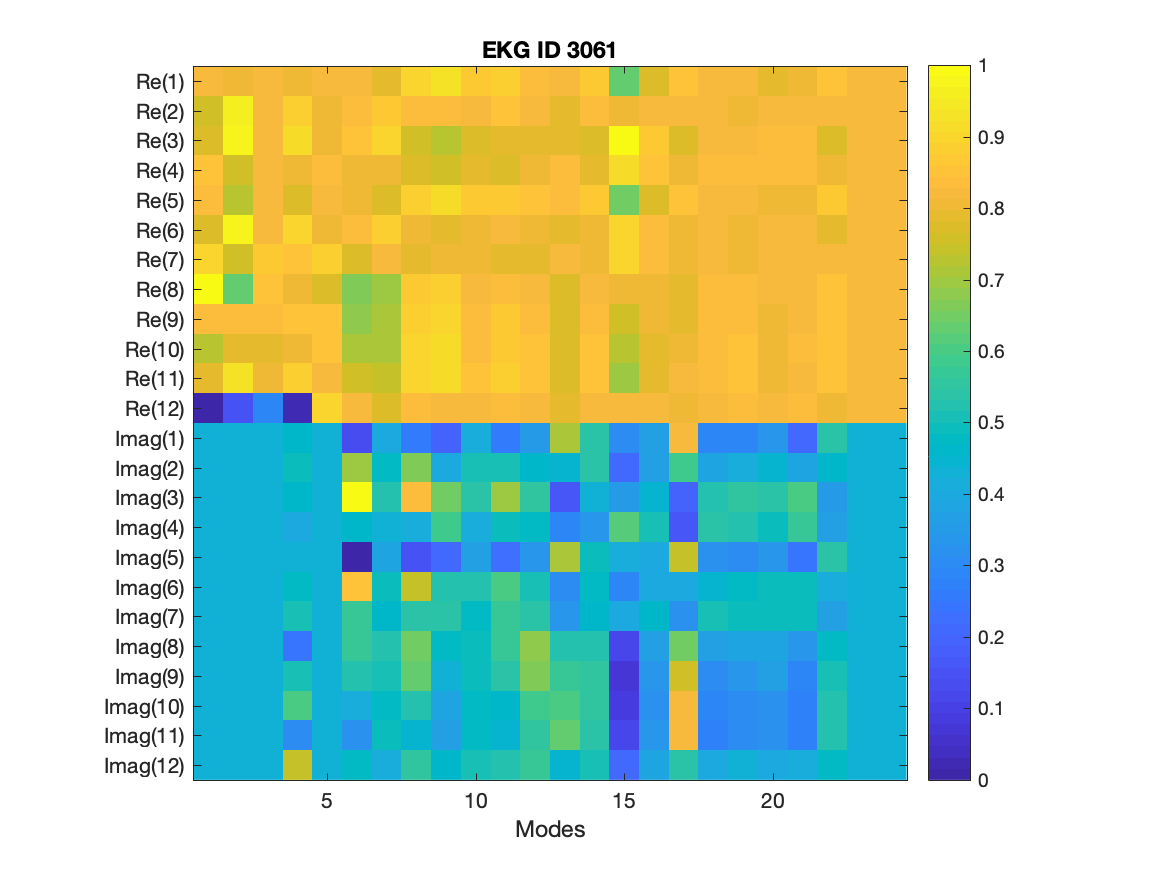 EKG ID 3061
Re(1)
Re(2)
Re(3)
Re(4)
Re(5)
Re(6)
Re(7)
Re(8)
Re(9)
Re(10)
Re(11)
Re(12)
Imag(1)
Imag(2)
Imag(3)
Imag(4)
Imag(5)
Imag(6)
Imag(7)
Imag(8)
Imag(9)
Imag(10)
Imag(11)
Imag(12)
5 10 15 20
Modes
1
0.9
0.8
0.7
0.6
0.5
0.4
0.3
0.2
0.1
0